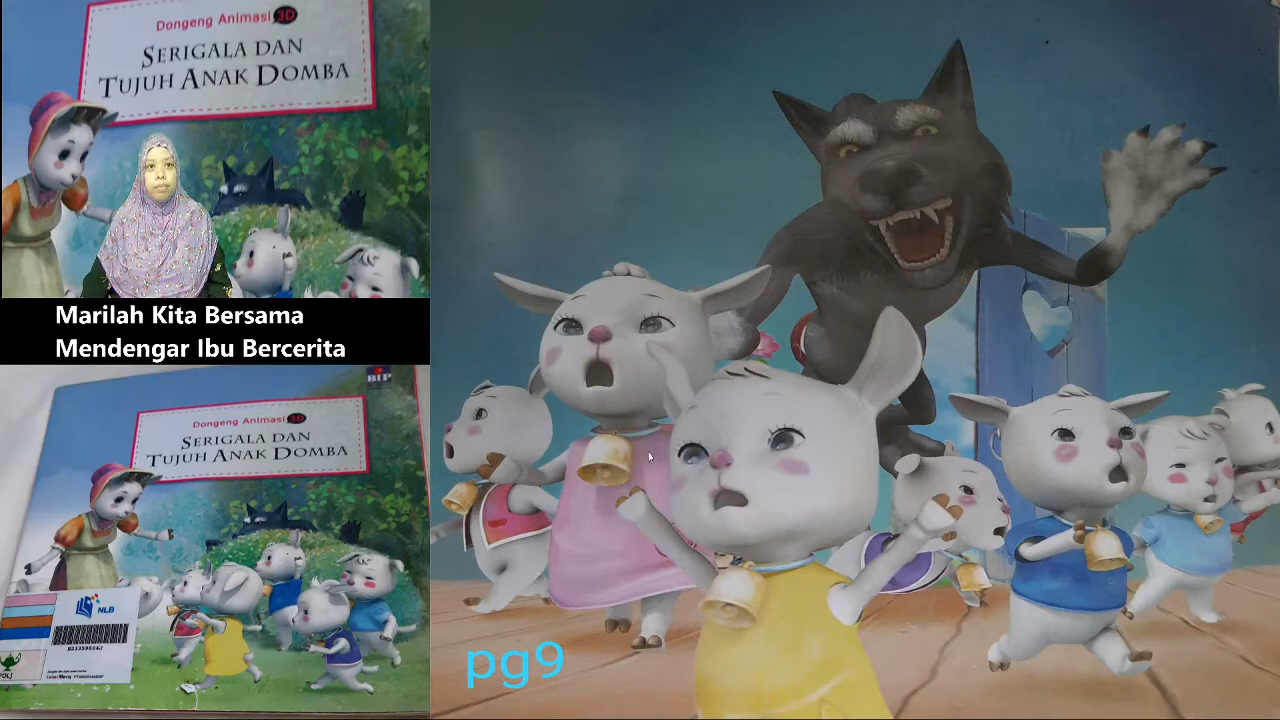 Dongeng Animasi 3D
SERIGALA DAN
TUJUH ANAK DOMBA
Marilah Kita Bersama
Mendengar Ibu Bercerita
BIP
Dongeng Animasi 3D
SERIGALA DAN
TUJUH ANAK DOMBA
NLB
pg9